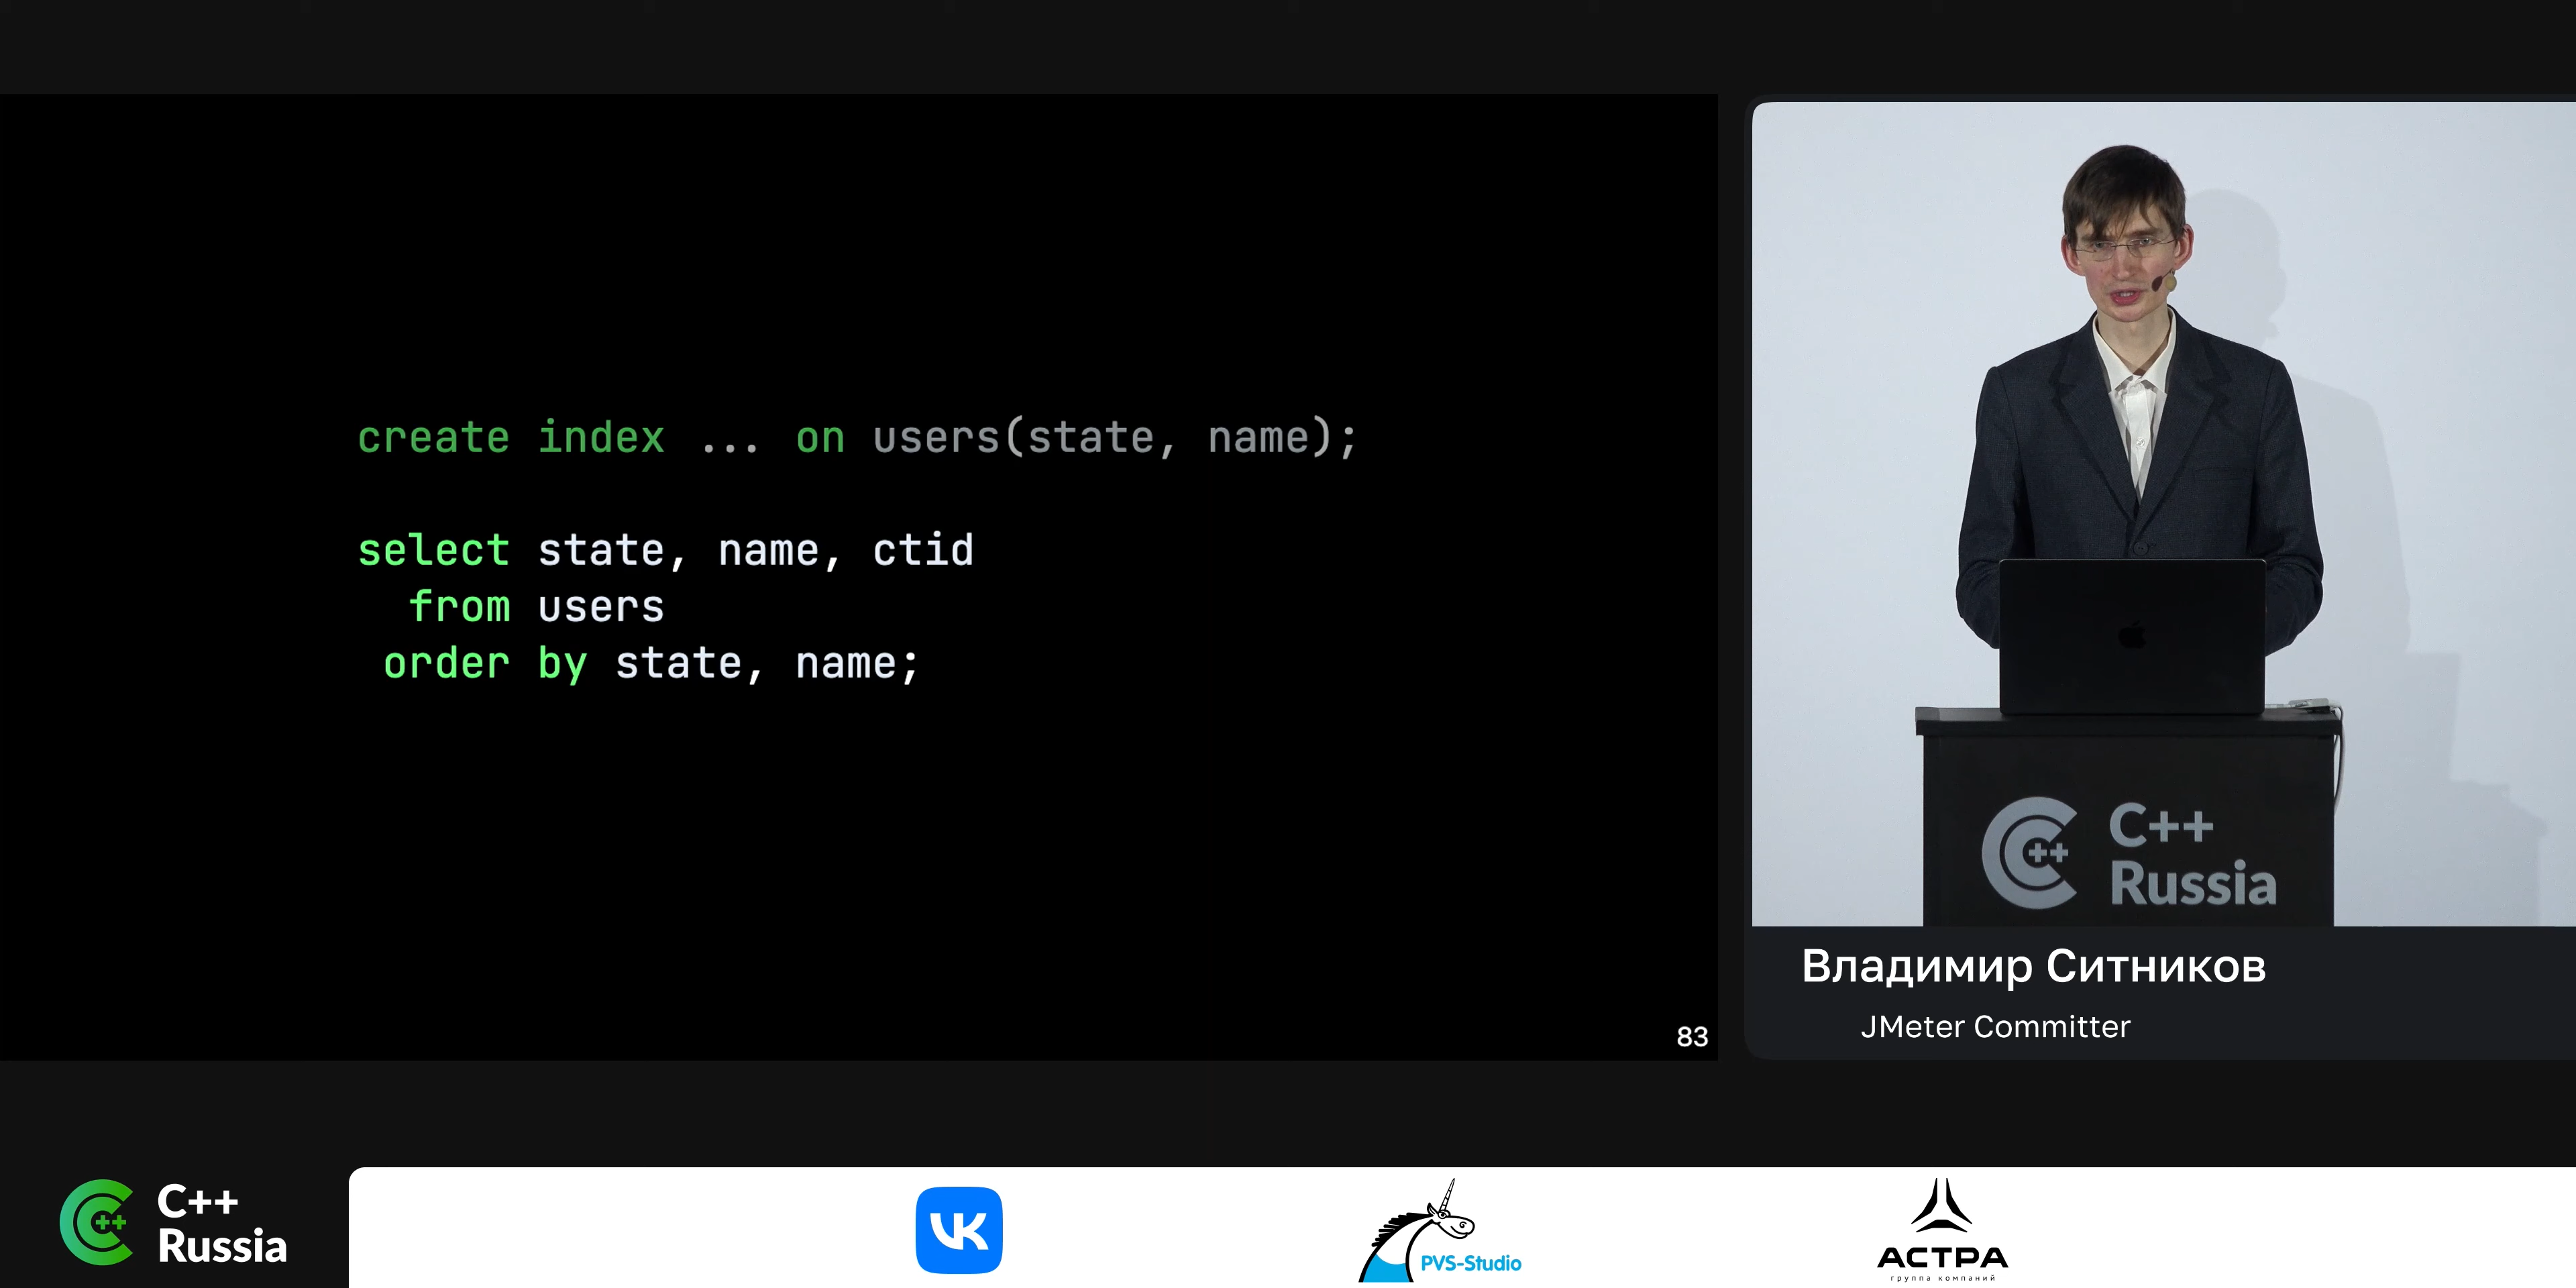 create index ... on users(state, name);
select state, name, ctid
from users
order by state, name;
83
C++
C++
Russia
Владимир Ситников
JMeter Committer
C++
C++
Russia
VK
PVS-Studio
АСТРА
группа компаний